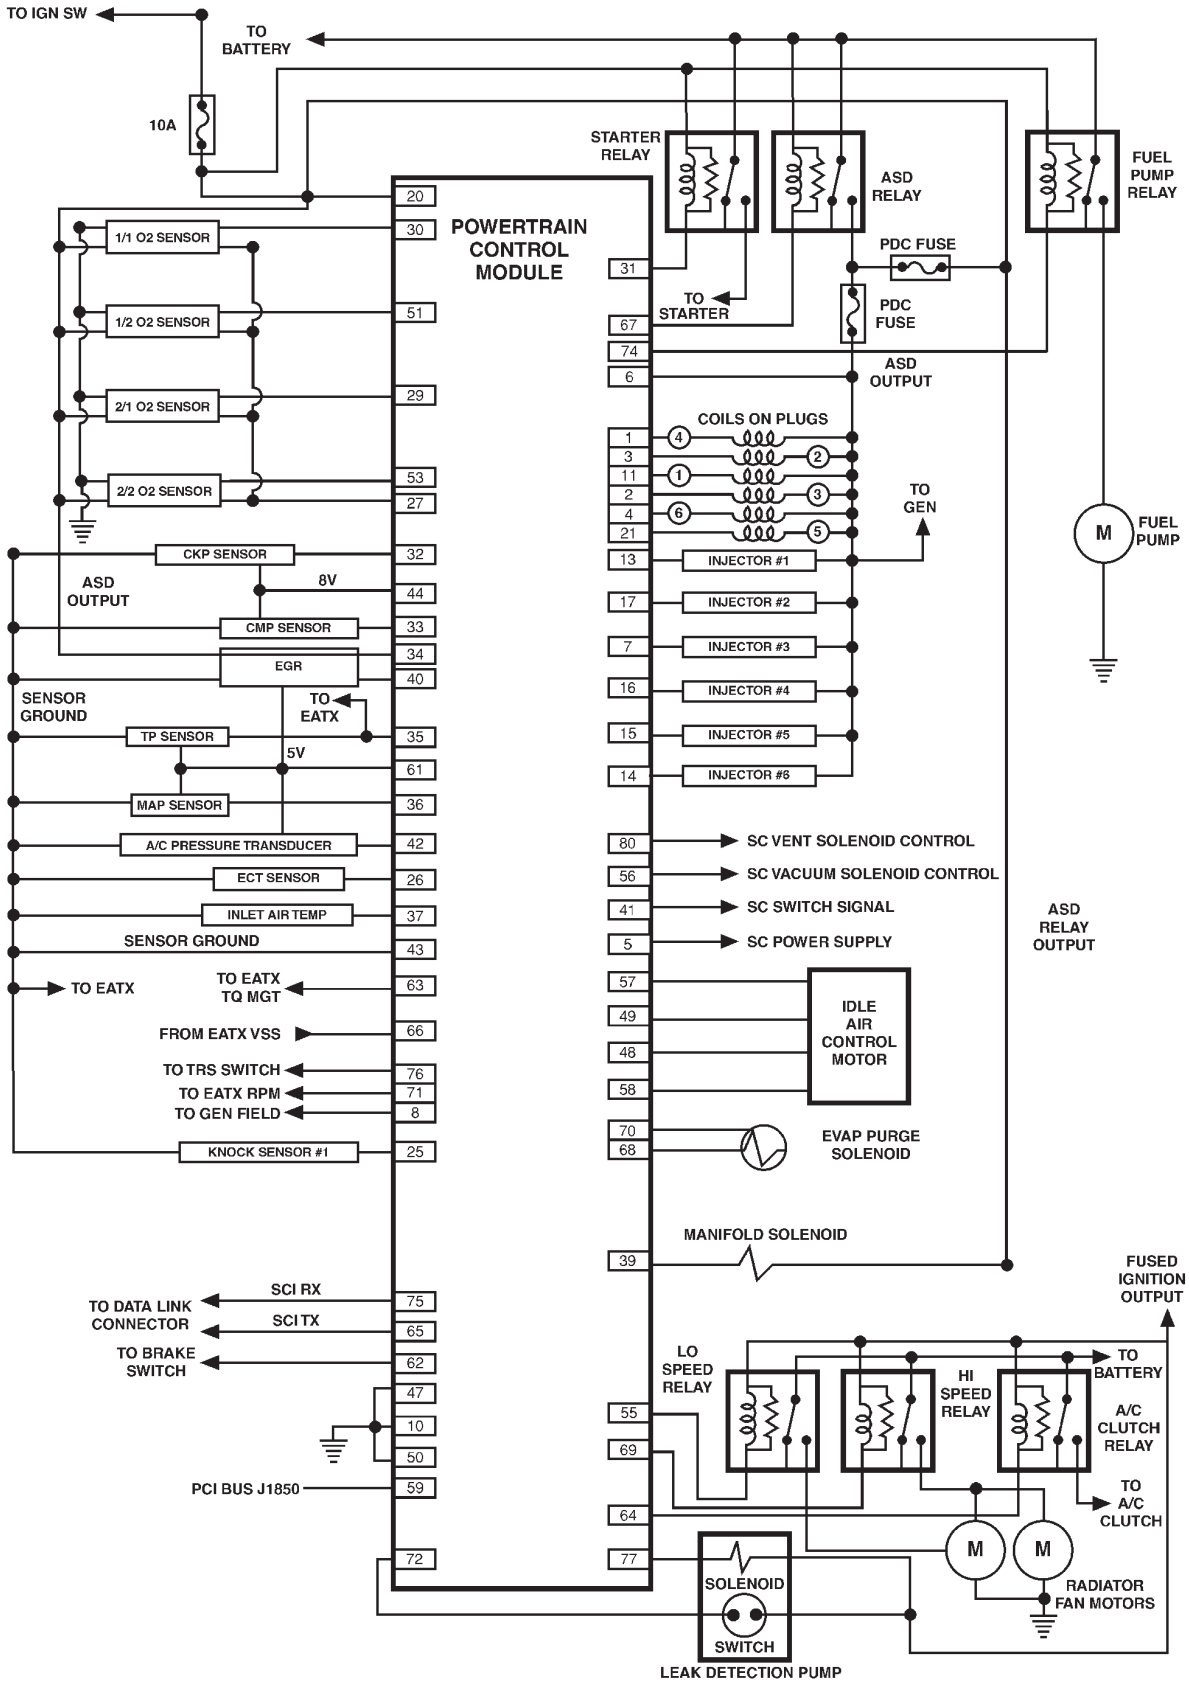 TO IGN SW
TO
BATTERY
10A
STARTER
RELAY
ASD
RELAY
FUEL
PUMP
RELAY
POWERTRAIN
CONTROL
MODULE
20
30
1/1 O2 SENSOR
31
PDC FUSE
TO
STARTER
PDC
FUSE
51
1/2 O2 SENSOR
67
74
6
ASD
OUTPUT
29
2/1 O2 SENSOR
COILS ON PLUGS
1
4
3
2
11
1
2
3
4
6
21
5
53
2/2 O2 SENSOR
27
TO
GEN
M
FUEL
PUMP
CKP SENSOR
32
13
INJECTOR #1
ASD
OUTPUT
8V
44
17
INJECTOR #2
CMP SENSOR
33
34
EGR
40
7
INJECTOR #3
SENSOR
GROUND
TO
EATX
16
INJECTOR #4
TP SENSOR
35
15
INJECTOR #5
5V
61
14
INJECTOR #6
MAP SENSOR
36
A/C PRESSURE TRANSDUCER
42
80
SC VENT SOLENOID CONTROL
ECT SENSOR
26
56
SC VACUUM SOLENOID CONTROL
INLET AIR TEMP
37
41
SC SWITCH SIGNAL
ASD
RELAY
OUTPUT
SENSOR GROUND
43
5
SC POWER SUPPLY
TO EATX
TO EATX
TQ MGT
63
57
49
48
58
IDLE
AIR
CONTROL
MOTOR
FROM EATX VSS
66
TO TRS SWITCH
76
TO EATX RPM
71
TO GEN FIELD
8
KNOCK SENSOR #1
25
70
68
EVAP PURGE
SOLENOID
39
MANIFOLD SOLENOID
FUSED
IGNITION
OUTPUT
SCI RX
75
TO DATA LINK
CONNECTOR
SCI TX
65
TO BRAKE
SWITCH
62
47
10
50
PCI BUS J1850
59
72
LO
SPEED
RELAY
HI
SPEED
RELAY
TO
BATTERY
A/C
CLUTCH
RELAY
55
69
64
77
TO
A/C
CLUTCH
M
M
RADIATOR
FAN MOTORS
SOLENOID
SWITCH
LEAK DETECTION PUMP